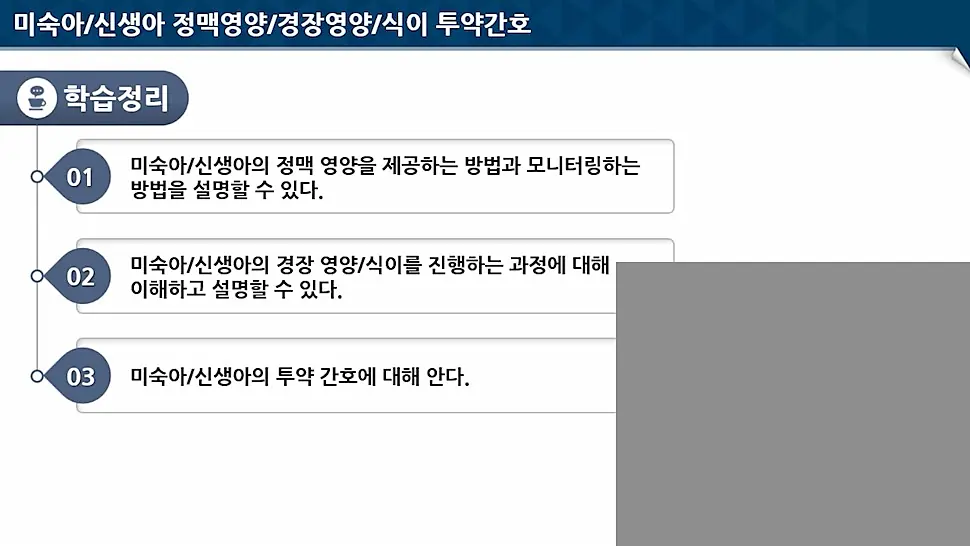 미숙아/신생아 정맥영양/경장영양/식이 투약간호
학습정리
01
미숙아/신생아의 정맥 영양을 제공하는 방법과 모니터링하는
방법을 설명할 수 있다.
02
미숙아/신생아의 경장 영양/식이를 진행하는 과정에 대해
이해하고 설명할 수 있다.
03
미숙아/신생아의 투약 간호에 대해 안다.